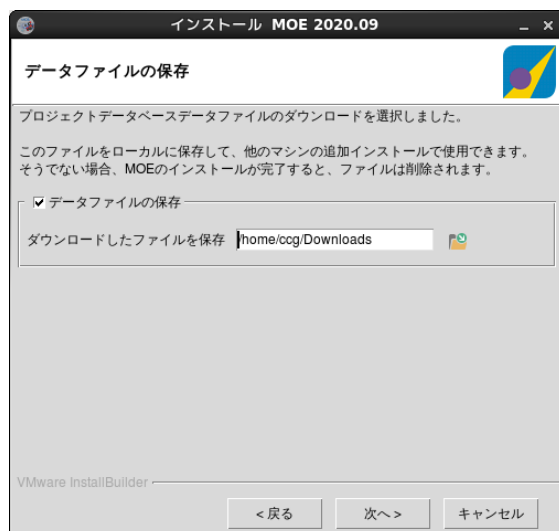 インストール MOE 2020.09
データファイルの保存
プロジェクトデータベースデータファイルのダウンロードを選択しました。
このファイルをローカルに保存して、他のマシンの追加インストールで使用できます。
そうでない場合、MOEのインストールが完了すると、ファイルは削除されます。
データファイルの保存
ダウンロードしたファイルを保存 /home/ccg/Downloads
VMware InstallBuilder
< 戻る 次へ > キャンセル